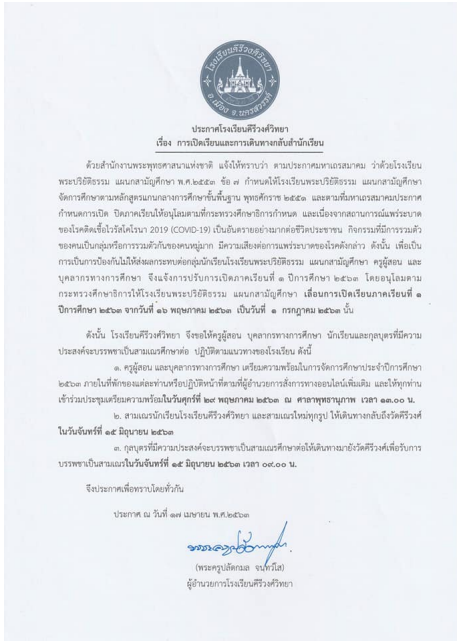 โรงเรียนคีรีวงศ์วิทยา
อ.เมือง จ.นครสวรรค์
ประกาศโรงเรียนคีรีวงศ์วิทยา
เรื่อง การเปิดเรียนและการเดินทางกลับสำนักเรียน
ด้วยสำนักงานพระพุทธศาสนาแห่งชาติ แจ้งให้ทราบว่า ตามประกาศมหาเถรสมาคม ว่าด้วยโรงเรียน
พระปริยัติธรรม แผนกสามัญศึกษา พ.ศ.๒๕๕๓ ข้อ ๗ กำหนดให้โรงเรียนพระปริยัติธรรม แผนกสามัญศึกษา
จัดการศึกษาตามหลักสูตรแกนกลางการศึกษาขั้นพื้นฐาน พุทธศักราช ๒๕๕๑ และตามที่มหาเถรสมาคมประกาศ
กำหนดการเปิด ปิดภาคเรียนให้อนุโลมตามที่กระทรวงศึกษาธิการกำหนด และเนื่องจากสถานการณ์แพร่ระบาด
ของโรคติดเชื้อไวรัสโคโรนา 2019 (COVID-19) เป็นอันตรายอย่างมากต่อชีวิตประชาชน กิจกรรมที่มีการรวมตัว
ของคนเป็นกลุ่มหรือการรวมตัวกันของคนหมู่มาก มีความเสี่ยงต่อการแพร่ระบาดของโรคดังกล่าว ดังนั้น เพื่อเป็น
การเป็นการป้องกันไม่ให้ส่งผลกระทบต่อกลุ่มนักเรียนโรงเรียนพระปริยัติธรรม แผนกสามัญศึกษา ครูผู้สอน และ
บุคลากรทางการศึกษา จึงแจ้งการปรับการเปิดภาคเรียนที่ ๑ ปีการศึกษา ๒๕๖๓ โดยอนุโลมตาม
กระทรวงศึกษาธิการให้โรงเรียนพระปริยัติธรรม แผนกสามัญศึกษา เลื่อนการเปิดเรียนภาคเรียนที่ ๑
ปีการศึกษา ๒๕๖๓ จากวันที่ ๑๖ พฤษภาคม ๒๕๖๓ เป็นวันที่ ๑ กรกฎาคม ๒๕๖๓ นั้น
ดังนั้น โรงเรียนคีรีวงศ์วิทยา จึงขอให้ครูผู้สอน บุคลากรทางการศึกษา นักเรียนและกุลบุตรที่มีความ
ประสงค์จะบรรพชาเป็นสามเณรศึกษาต่อ ปฏิบัติตามแนวทางของโรงเรียน ดังนี้
๑. ครูผู้สอน และบุคลากรทางการศึกษา เตรียมความพร้อมในการจัดการศึกษาประจำปีการศึกษา
๒๕๖๓ ภายในที่พักของแต่ละท่านหรือปฏิบัติหน้าที่ตามที่ผู้อำนวยการสั่งการทางออนไลน์เพิ่มเติม และให้ทุกท่าน
เข้าร่วมประชุมเตรียมความพร้อมในวันศุกร์ที่ ๒๙ พฤษภาคม ๒๕๖๓ ณ ศาลาพุทธานุภาพ เวลา ๑๓.๐๐ น.
๒. สามเณรนักเรียนโรงเรียนคีรีวงศ์วิทยา และสามเณรใหม่ทุกรูป ให้เดินทางกลับถึงวัดคีรีวงศ์
ในวันจันทร์ที่ ๑๕ มิถุนายน ๒๕๖๓
๓. กุลบุตรที่มีความประสงค์จะบรรพชาเป็นสามเณรศึกษาต่อให้เดินทางมายังวัดคีรีวงศ์เพื่อรับการ
บรรพชาเป็นสามเณรในวันจันทร์ที่ ๑๕ มิถุนายน ๒๕๖๓ เวลา ๐๙.๐๐ น.
จึงประกาศเพื่อทราบโดยทั่วกัน
ประกาศ ณ วันที่ ๑๗ เมษายน พ.ศ.๒๕๖๓
(พระครูปลัดกมล จนฺทวํโส)
ผู้อำนวยการโรงเรียนคีรีวงศ์วิทยา